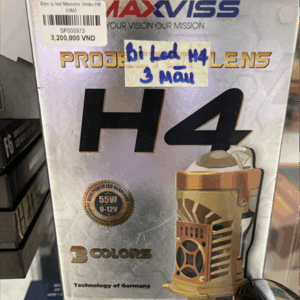 SP000973
3,200,000 VND
MAXVISS
YOUR VISION OUR MISSION
Bi Led H4
3 Màu
LENS
H4
55W
9-12V
3 COLORS
Technology of Germany